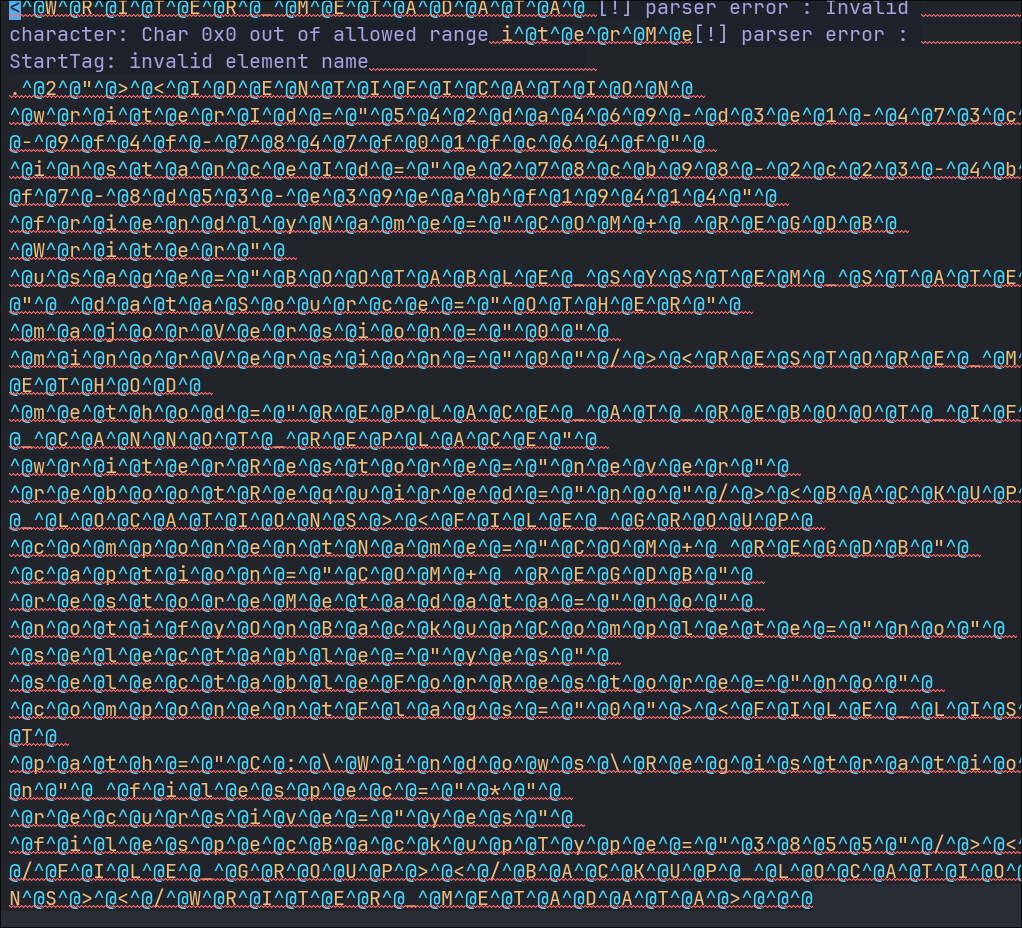 <^@W^@R^@I^@T^@E^@R^@_^@M^@E^@T^@A^@D^@A^@T^@A^@ [!] parser error : Invalid
character: Char 0x0 out of allowed range i^@t^@e^@r^@M^@e[!] parser error :
StartTag: invalid element name
.^@2^@"^@>^@<^@I^@D^@E^@N^@T^@I^@F^@I^@C^@A^@T^@I^@O^@N^@
^@w^@r^@i^@t^@e^@r^@I^@d^@=^@"^@5^@4^@2^@d^@a^@4^@6^@9^@-^@d^@3^@e^@1^@-^@4^@7^@3^@c^
@-^@9^@f^@4^@f^@-^@7^@8^@4^@7^@f^@0^@1^@f^@c^@6^@4^@f^@"^@
^@i^@n^@s^@t^@a^@n^@c^@e^@I^@d^@=^@"^@e^@2^@7^@8^@c^@b^@9^@8^@-^@2^@c^@2^@3^@-^@4^@b^
@f^@7^@-^@8^@d^@5^@3^@-^@e^@3^@9^@e^@a^@b^@f^@1^@9^@4^@1^@4^@"^@
^@f^@r^@i^@e^@n^@d^@l^@y^@N^@a^@m^@e^@=^@"^@C^@O^@M^@+^@ ^@R^@E^@G^@D^@B^@
^@W^@r^@i^@t^@e^@r^@"^@
^@u^@s^@a^@g^@e^@=^@"^@B^@O^@O^@T^@A^@B^@L^@E^@_^@S^@Y^@S^@T^@E^@M^@_^@S^@T^@A^@T^@E^
@"^@ ^@d^@a^@t^@a^@S^@o^@u^@r^@c^@e^@=^@"^@O^@T^@H^@E^@R^@"^@
^@m^@a^@j^@o^@r^@V^@e^@r^@s^@i^@o^@n^@=^@"^@0^@"^@
^@m^@i^@n^@o^@r^@V^@e^@r^@s^@i^@o^@n^@=^@"^@0^@"^@/^@>^@<^@R^@E^@S^@T^@O^@R^@E^@_^@M^
@E^@T^@H^@O^@D^@
^@m^@e^@t^@h^@o^@d^@=^@"^@R^@E^@P^@L^@A^@C^@E^@_^@A^@T^@_^@R^@E^@B^@O^@O^@T^@_^@I^@F^
@_^@C^@A^@N^@N^@O^@T^@_^@R^@E^@P^@L^@A^@C^@E^@"^@
^@w^@r^@i^@t^@e^@r^@R^@e^@s^@t^@o^@r^@e^@=^@"^@n^@e^@v^@e^@r^@"^@
^@r^@e^@b^@o^@o^@t^@R^@e^@q^@u^@i^@r^@e^@d^@=^@"^@n^@o^@"^@/^@>^@<^@B^@A^@C^@K^@U^@P^
@_^@L^@O^@C^@A^@T^@I^@O^@N^@S^@>^@<^@F^@I^@L^@E^@_^@G^@R^@O^@U^@P^@
^@c^@o^@m^@p^@o^@n^@e^@n^@t^@N^@a^@m^@e^@=^@"^@C^@O^@M^@+^@ ^@R^@E^@G^@D^@B^@"^@
^@c^@a^@p^@t^@i^@o^@n^@=^@"^@C^@O^@M^@+^@ ^@R^@E^@G^@D^@B^@"^@
^@r^@e^@s^@t^@o^@r^@e^@M^@e^@t^@a^@d^@a^@t^@a^@=^@"^@n^@o^@"^@
^@n^@o^@t^@i^@f^@y^@O^@n^@B^@a^@c^@k^@u^@p^@C^@o^@m^@p^@l^@e^@t^@e^@=^@"^@n^@o^@"^@
^@s^@e^@l^@e^@c^@t^@a^@b^@l^@e^@=^@"^@y^@e^@s^@"^@
^@s^@e^@l^@e^@c^@t^@a^@b^@l^@e^@F^@o^@r^@R^@e^@s^@t^@o^@r^@e^@=^@"^@n^@o^@"^@
^@c^@o^@m^@p^@o^@n^@e^@n^@t^@F^@l^@a^@g^@s^@=^@"^@0^@"^@>^@<^@F^@I^@L^@E^@_^@L^@I^@S^
@T^@
^@p^@a^@t^@h^@=^@"^@C^@:^@\^@W^@i^@n^@d^@o^@w^@s^@\^@R^@e^@g^@i^@s^@t^@r^@a^@t^@i^@o^
@n^@"^@ ^@f^@i^@l^@e^@s^@p^@e^@c^@=^@"^@*^@"^@
^@r^@e^@c^@u^@r^@s^@i^@v^@e^@=^@"^@y^@e^@s^@"^@
^@f^@i^@l^@e^@s^@p^@e^@c^@B^@a^@c^@k^@u^@p^@T^@y^@p^@e^@=^@"^@3^@8^@5^@5^@"^@/^@>^@<^
@/^@F^@I^@L^@E^@_^@G^@R^@O^@U^@P^@>^@<^@/^@B^@A^@C^@K^@U^@P^@_^@L^@O^@C^@A^@T^@I^@O^@
N^@S^@>^@<^@/^@W^@R^@I^@T^@E^@R^@_^@M^@E^@T^@A^@D^@A^@T^@A^@>^@^@^@